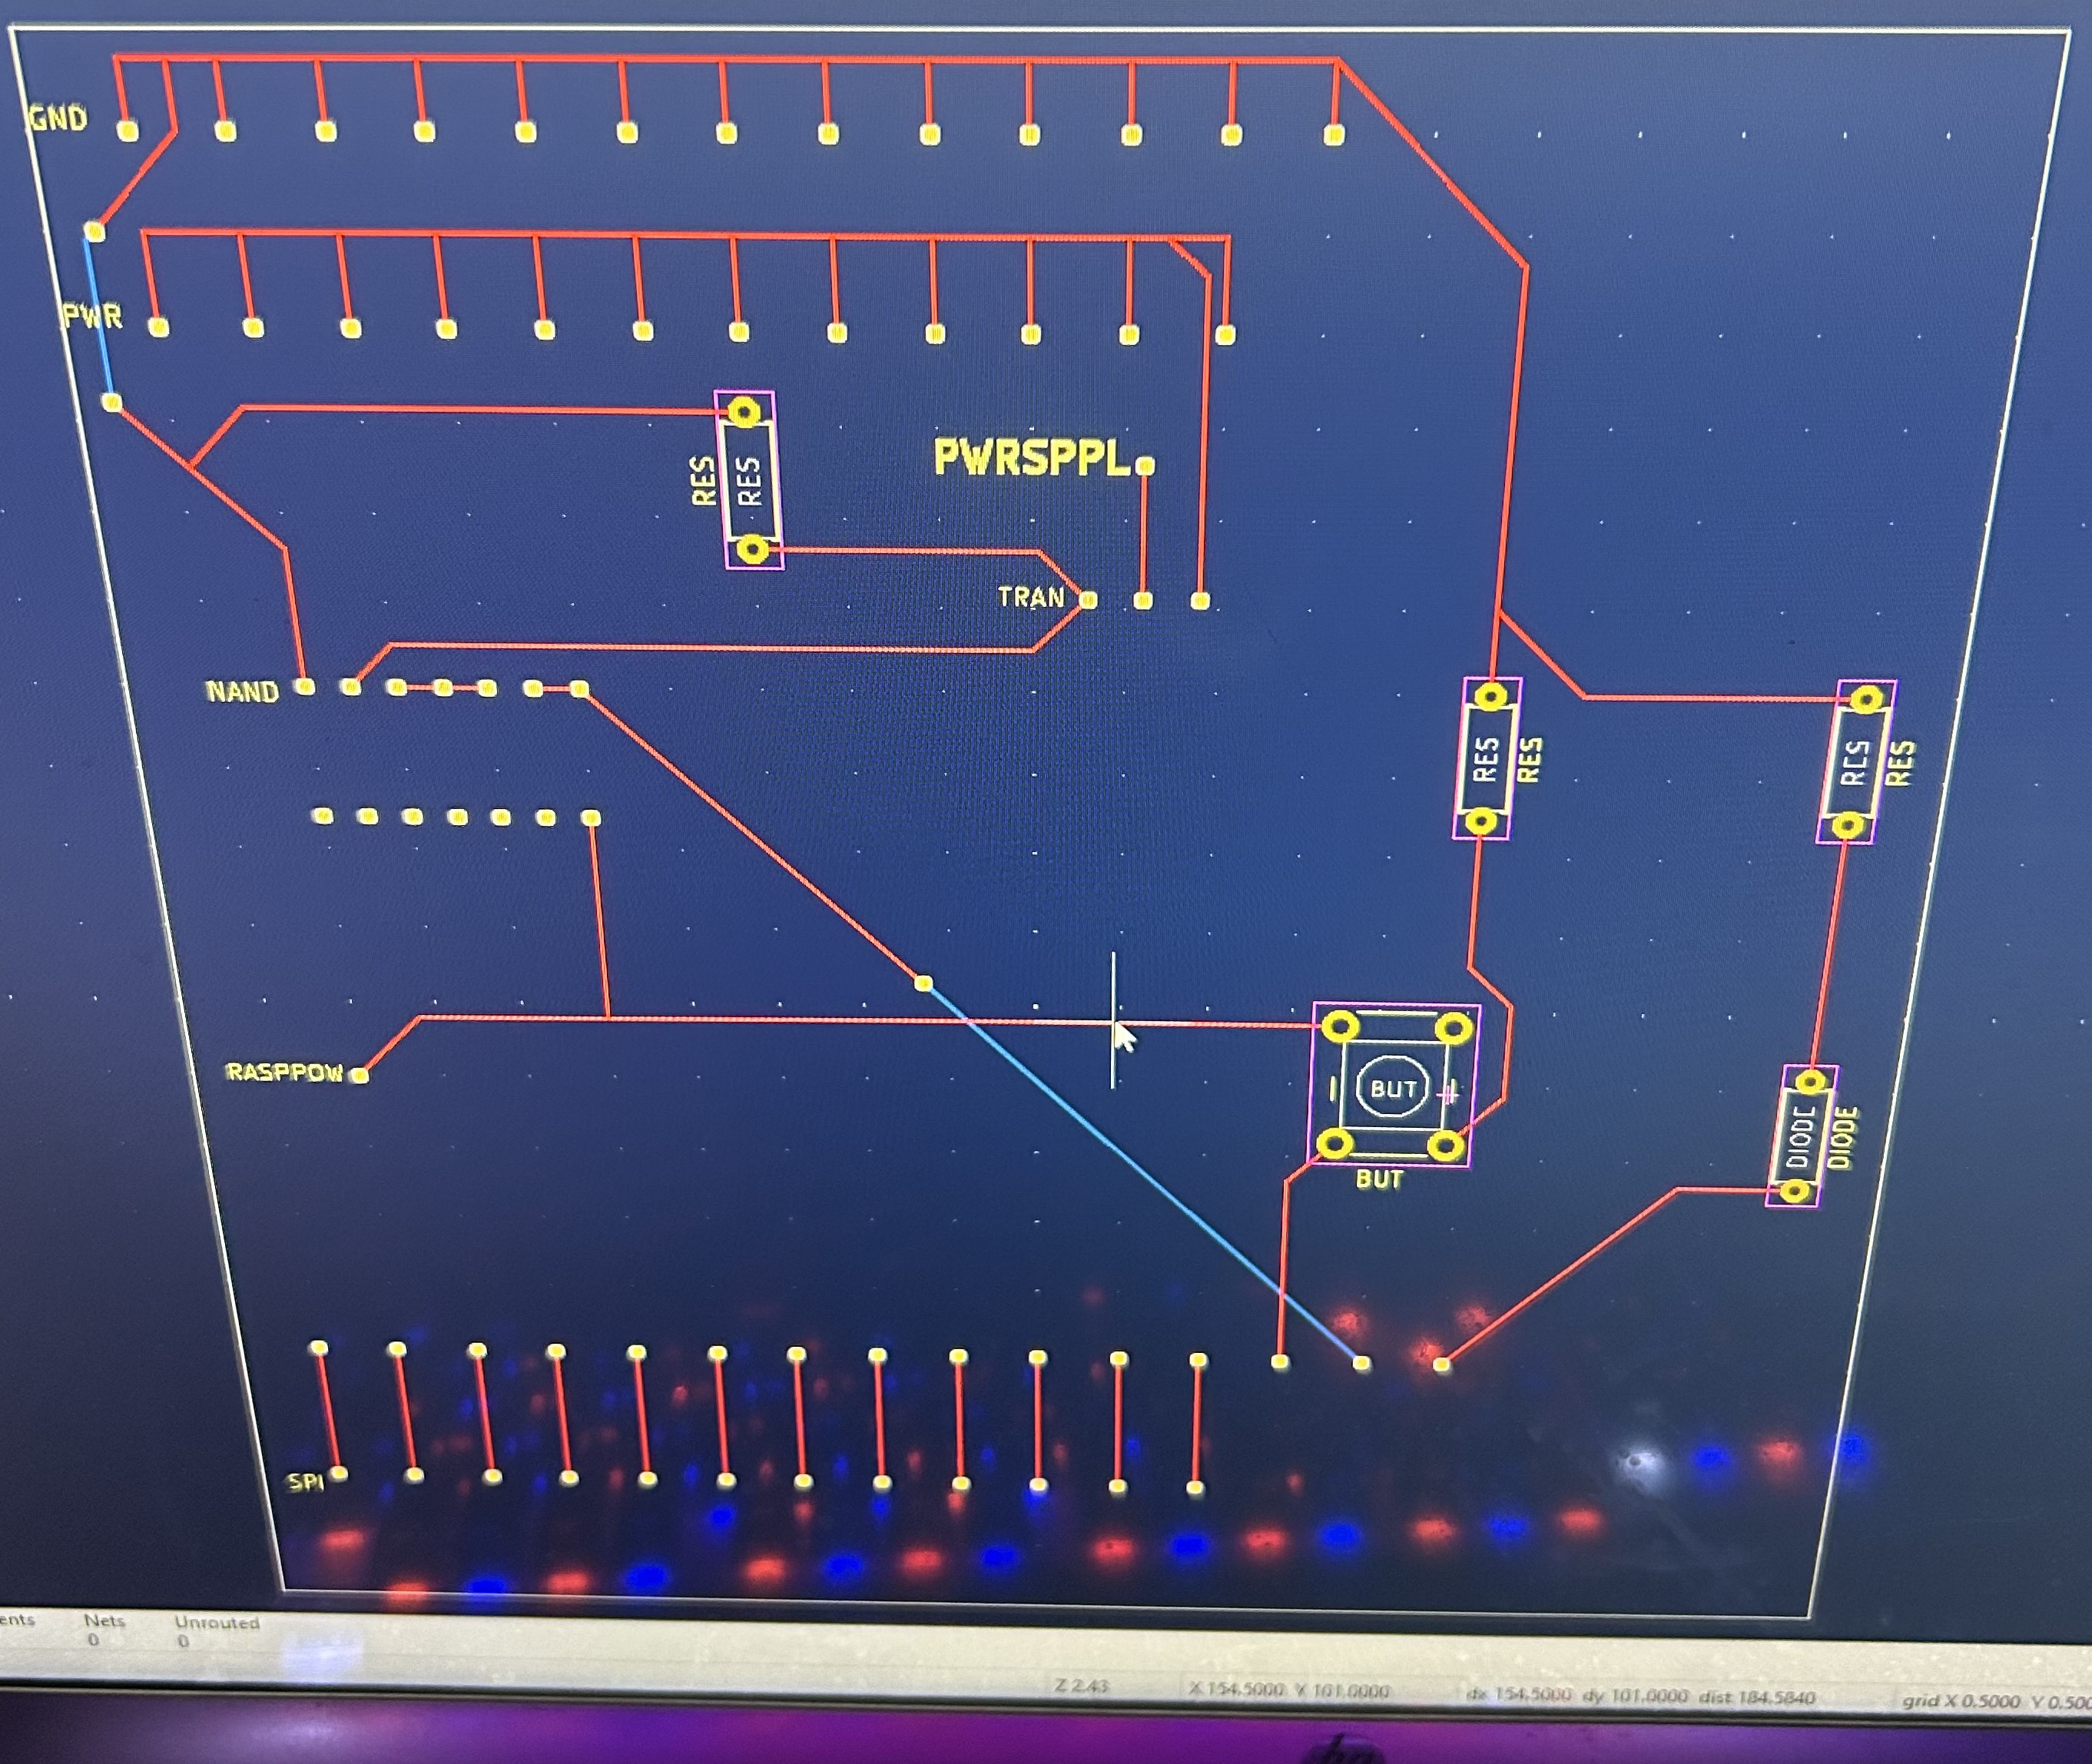 GND
PWR
RES
RES
PWRSPPL
TRAN
NAND
RES
RES
RES
RASPPOW
BUT
BUT
DIODE
SPI
ents Nets Unrouted
0 0
Z 2.43 X 154.5000 Y 101.0000 dx 154.5000 dy 101.0000 dist 184.5840 grid X 0.5000 Y 0.500
hp